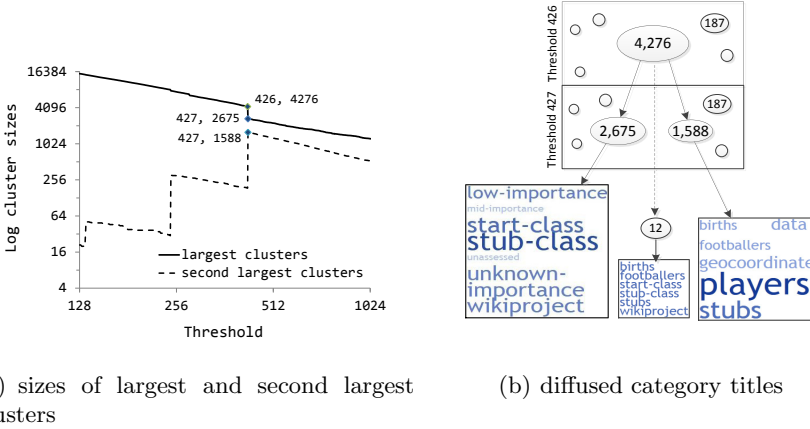 16384
4096
1024
256
64
16
4
128
256
512
1024
Log cluster sizes
Threshold
426, 4276
427, 2675
427, 1588
largest clusters
second largest clusters
) sizes of largest and second largest
usters
Threshold 426
187
4,276
Threshold 427
187
2,675
1,588
low-importance
mid-importance
start-class
stub-class
unassessed
unknown-
importance
wikiproject
12
births
footballers
start-class
stub-class
stubs
wikiproject
births data
footballers
geocoordinate
players
stubs
(b) diffused category titles